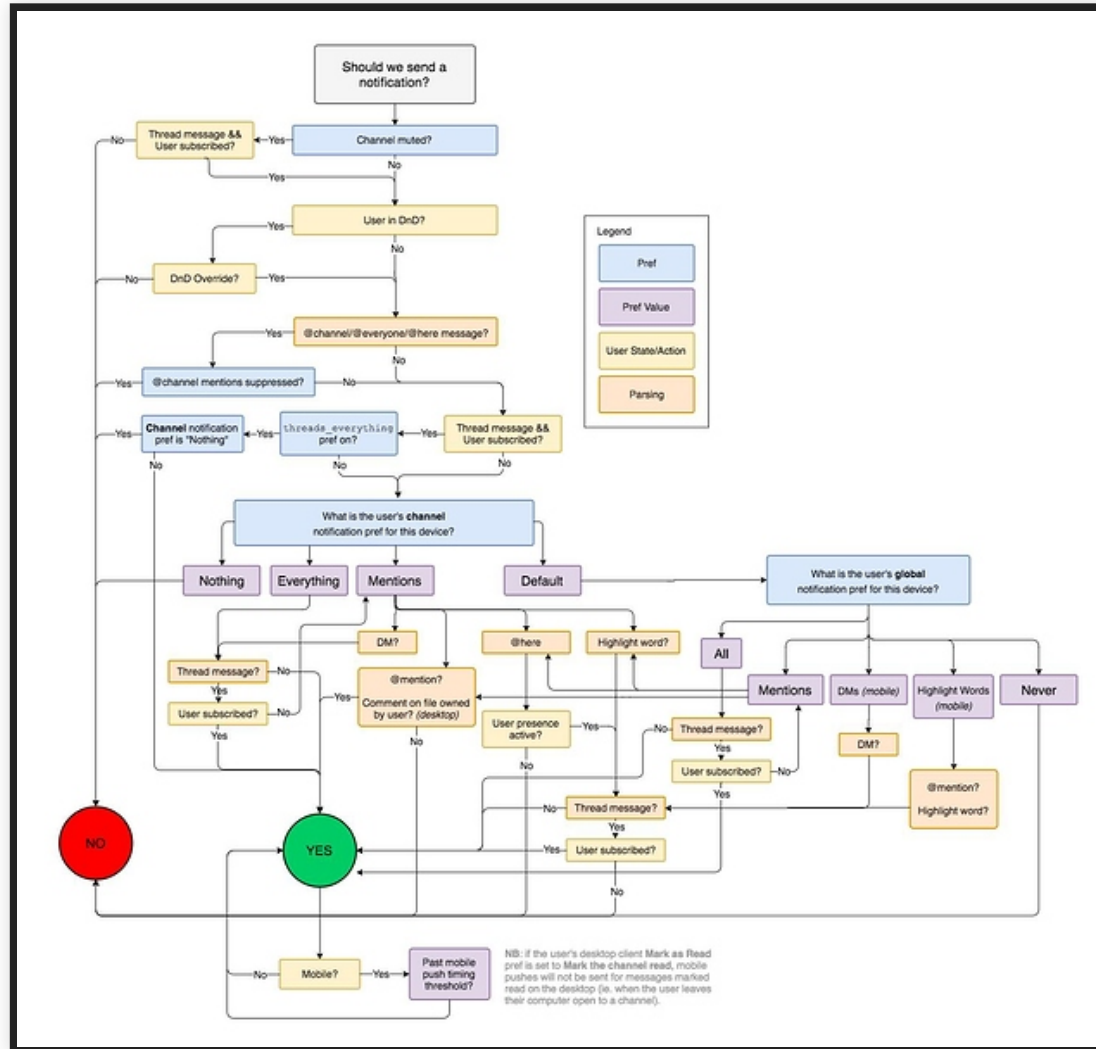 Should we send a
notification?
Channel muted?
Yes
Thread message &&
User subscribed?
No
No
Yes
User in DnD?
Yes
No
DnD Override?
No
Yes
@channel/@everyone/@here message?
Yes
No
@channel mentions suppressed?
Yes
No
Thread message &&
User subscribed?
Yes
threads_everything
pref on?
Yes
Channel notification
pref is "Nothing"
Yes
No
No
No
Legend
Pref
Pref Value
User State/Action
Parsing
What is the user's channel
notification pref for this device?
Nothing
Everything
Mentions
Default
What is the user's global
notification pref for this device?
DM?
@here
Highlight word?
All
Thread message?
No
Yes
User subscribed?
No
Yes
@mention?
Comment on file owned
by user? (desktop)
Yes
No
User presence
active?
Yes
No
Mentions
DMs (mobile)
Highlight Words
(mobile)
Never
Thread message?
No
Yes
User subscribed?
No
Yes
DM?
@mention?
Highlight word?
Thread message?
No
Yes
User subscribed?
Yes
No
NO
YES
Mobile?
No
Yes
Past mobile
push timing
threshold?
NB: if the user's desktop client Mark as Read
pref is set to Mark the channel read, mobile
pushes will not be sent for messages marked
read on the desktop (ie. when the user leaves
their computer open to a channel).